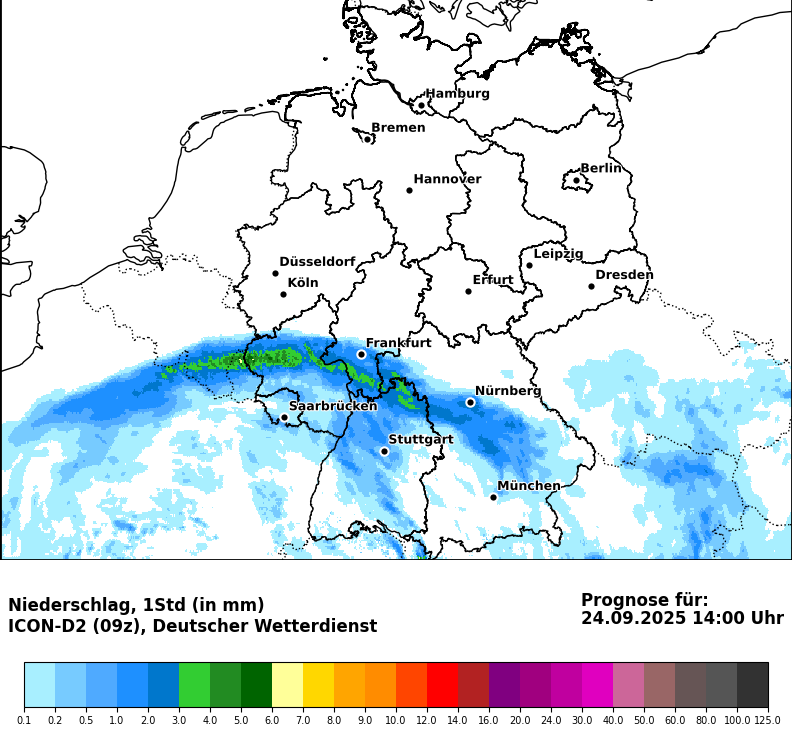 Hamburg
Bremen
Berlin
Hannover
Leipzig
Düsseldorf
Dresden
Köln
Erfurt
Frankfurt
Nürnberg
Saarbrücken
Stuttgart
München
Niederschlag, 1Std (in mm)
ICON-D2 (09z), Deutscher Wetterdienst
Prognose für:
24.09.2025 14:00 Uhr
0.1 0.2 0.5 1.0 2.0 3.0 4.0 5.0 6.0 7.0 8.0 9.0 10.0 12.0 14.0 16.0 20.0 24.0 30.0 40.0 50.0 60.0 80.0 100.0 125.0